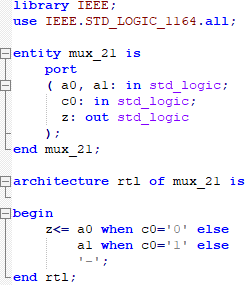 library IEEE;
use IEEE.STD_LOGIC_1164.all;
entity mux_21 is
port
( a0, a1: in std_logic;
c0: in std_logic;
z: out std_logic
);
end mux_21;
architecture rtl of mux_21 is
begin
z<= a0 when c0='0' else
a1 when c0='1' else
'-';
end rtl;